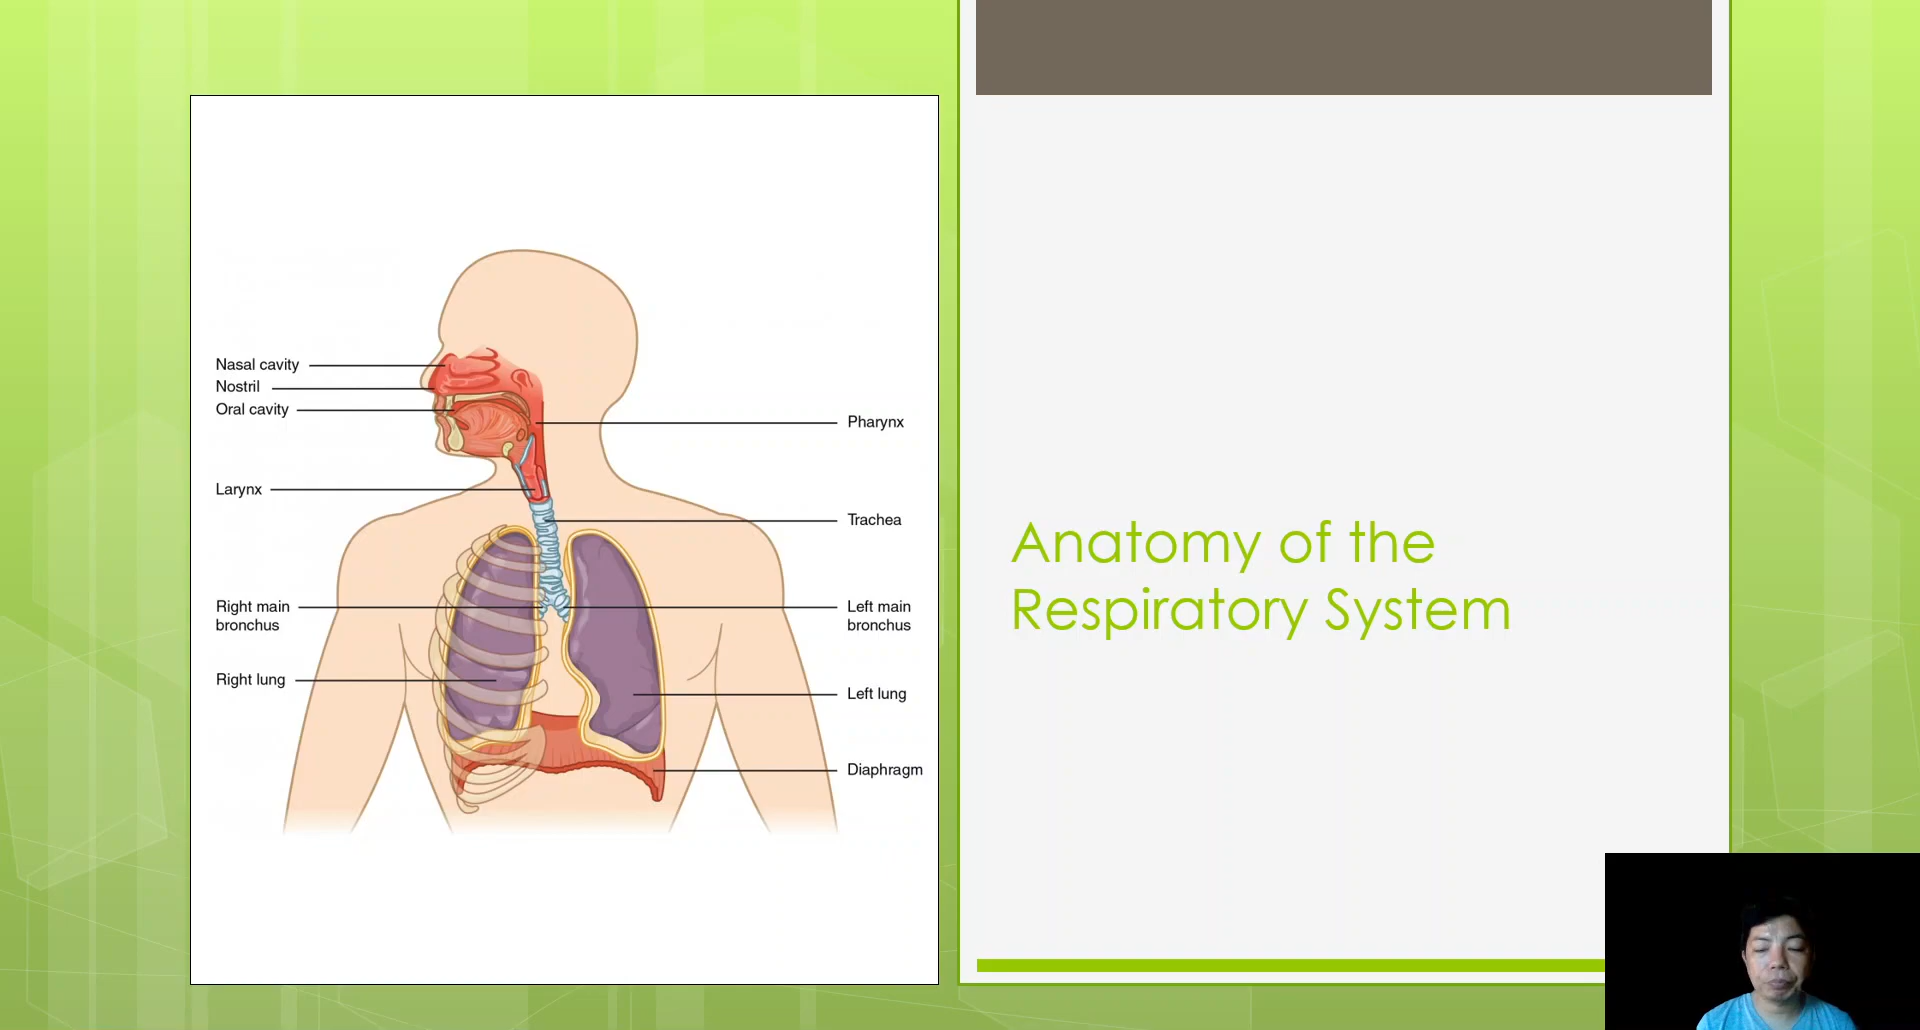 Nasal cavity
Nostril
Oral cavity
Larynx
Right main
bronchus
Right lung
Pharynx
Trachea
Left main
bronchus
Left lung
Diaphragm
Anatomy of the
Respiratory System